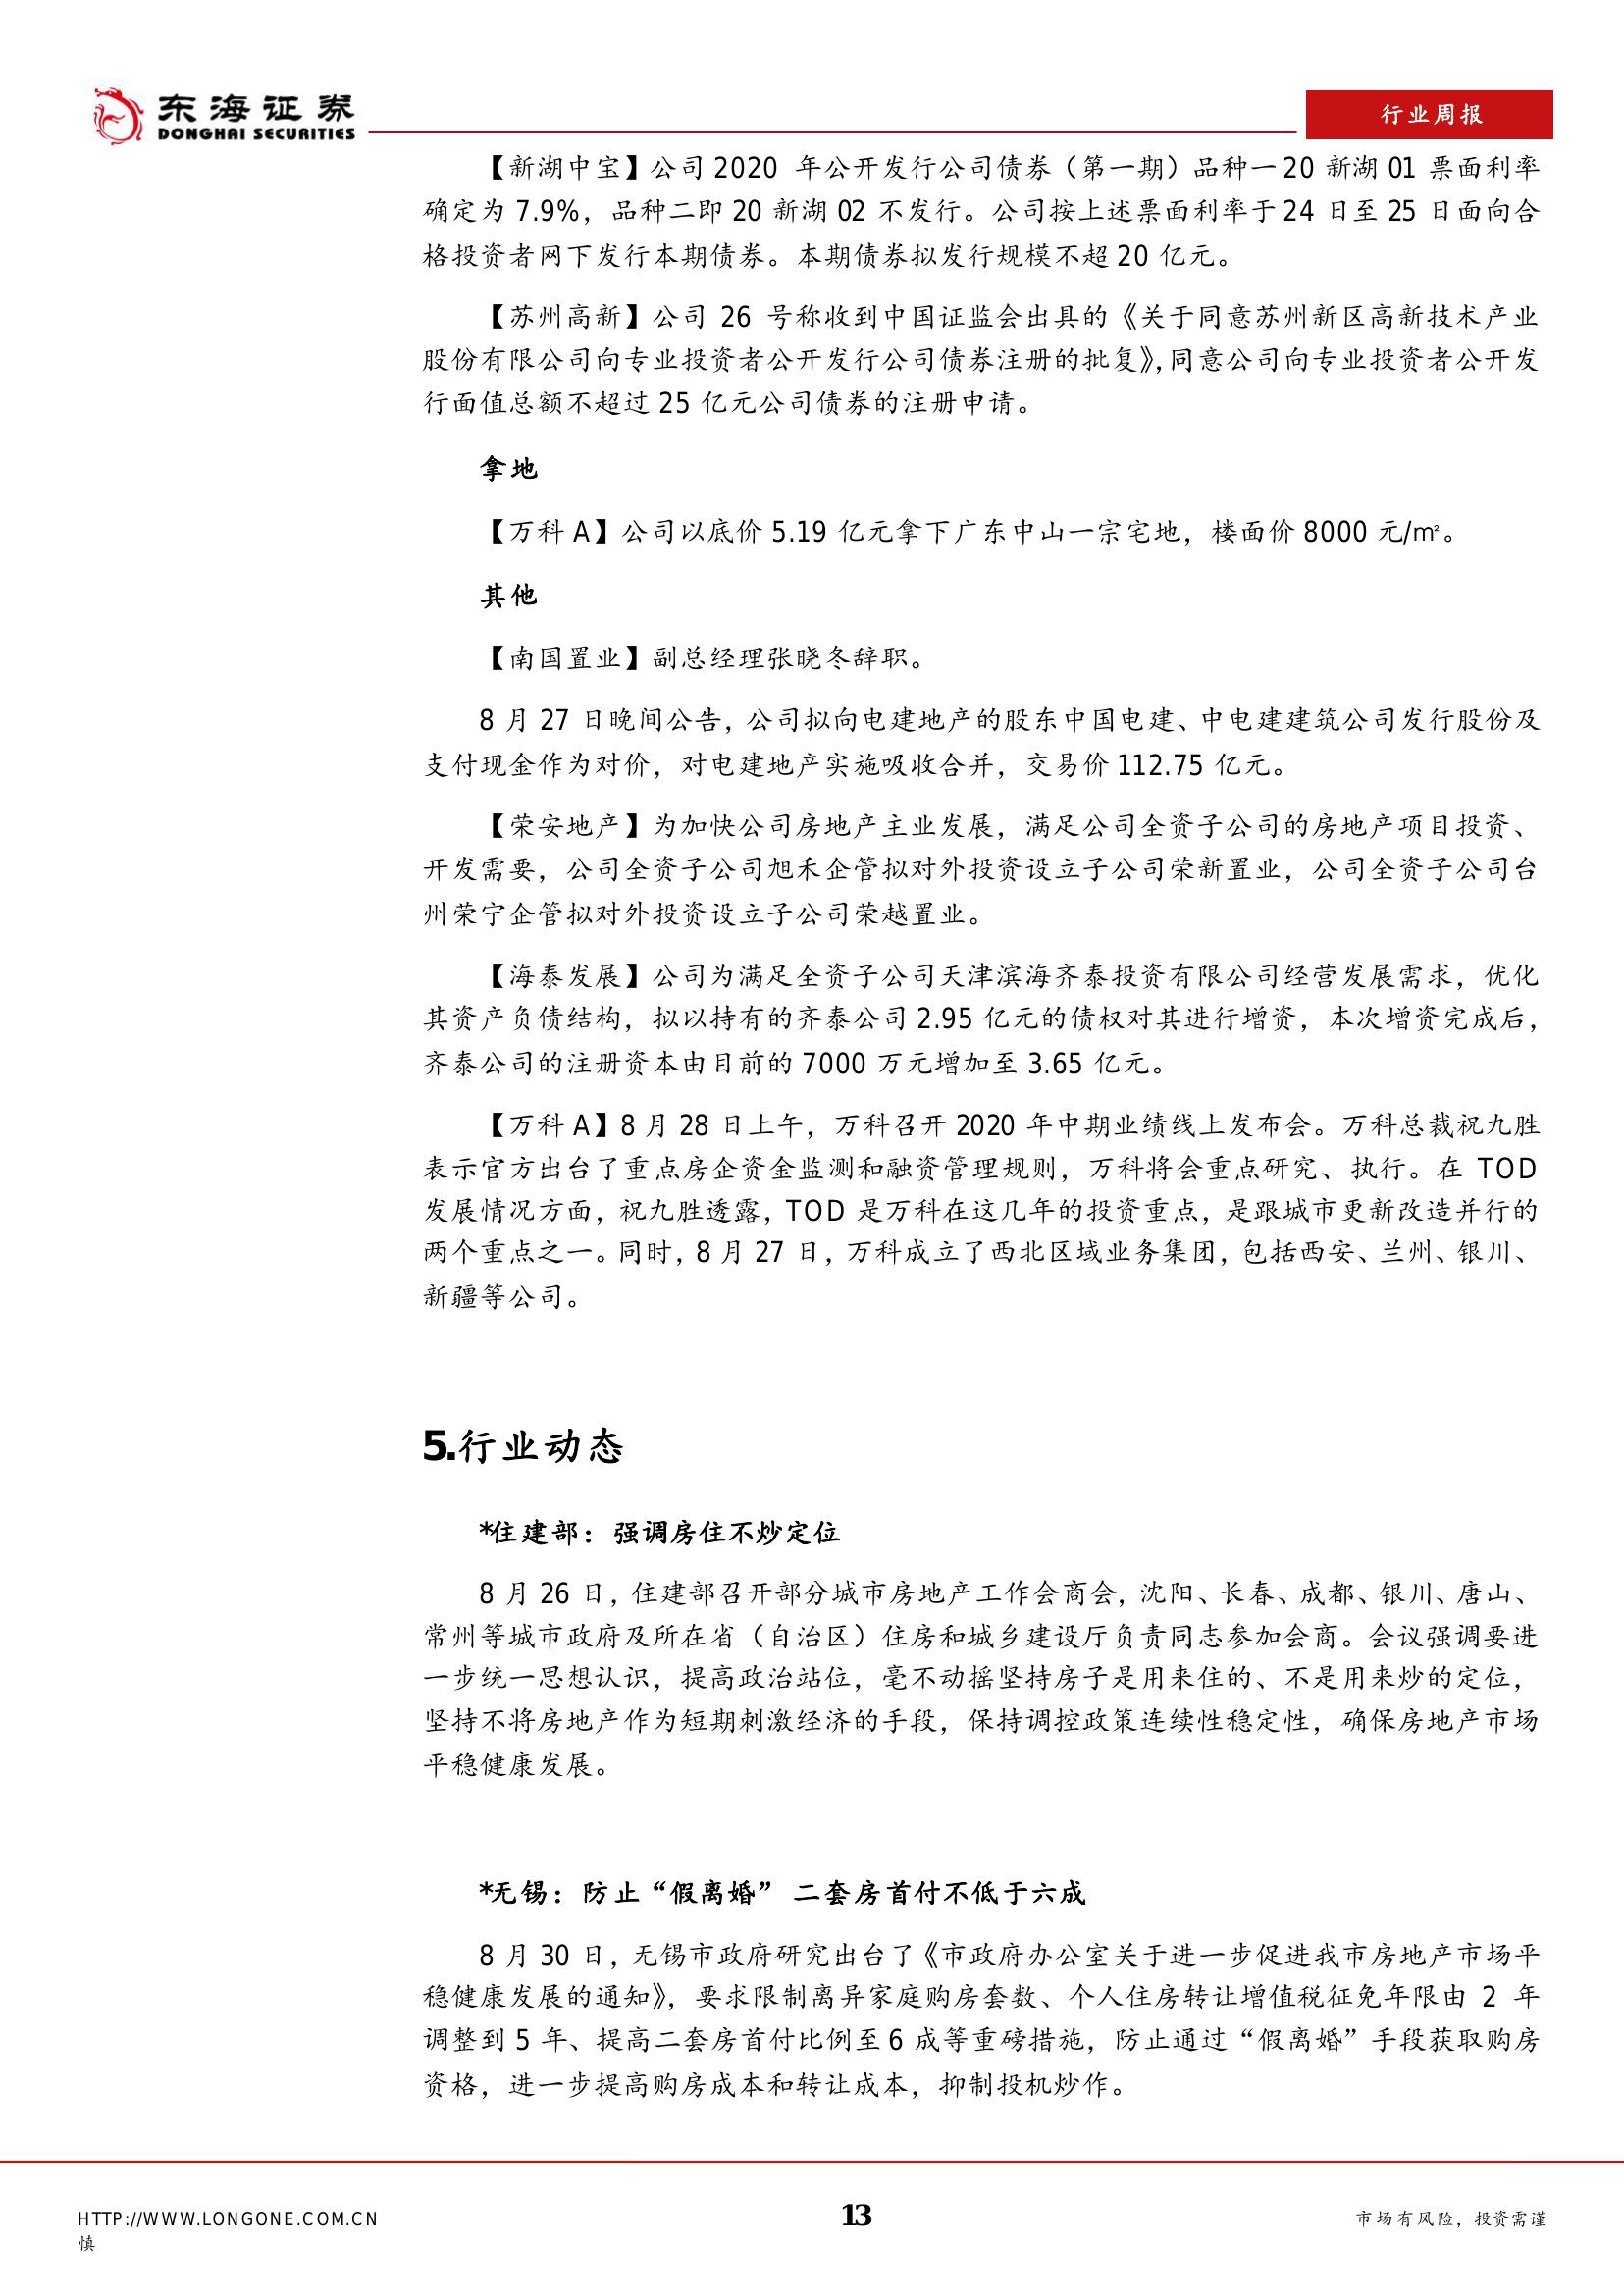 东海证券
DONGHAI SECURITIES
行业周报
【新湖中宝】公司2020 年公开发行公司债券（第一期）品种一20 新湖01 票面利率
确定为 7.9%，品种二即 20 新湖 02 不发行。公司按上述票面利率于24 日至 25 日面向合
格投资者网下发行本期债券。本期债券拟发行规模不超20 亿元。
【苏州高新】公司 26 号称收到中国证监会出具的《关于同意苏州新区高新技术产业
股份有限公司向专业投资者公开发行公司债券注册的批复》，同意公司向专业投资者公开发
行面值总额不超过 25 亿元公司债券的注册申请。
拿地
【万科 A】公司以底价 5.19 亿元拿下广东中山一宗宅地，楼面价 8000 元/㎡。
其他
【南国置业】副总经理张晓冬辞职。
8 月 27 日晚间公告，公司拟向电建地产的股东中国电建、中电建建筑公司发行股份及
支付现金作为对价，对电建地产实施吸收合并，交易价 112.75 亿元。
【荣安地产】为加快公司房地产主业发展，满足公司全资子公司的房地产项目投资、
开发需要，公司全资子公司旭禾企管拟对外投资设立子公司荣新置业，公司全资子公司台
州荣宁企管拟对外投资设立子公司荣越置业。
【海泰发展】公司为满足全资子公司天津滨海齐泰投资有限公司经营发展需求，优化
其资产负债结构，拟以持有的齐泰公司 2.95 亿元的债权对其进行增资，本次增资完成后，
齐泰公司的注册资本由目前的 7000 万元增加至 3.65 亿元。
【万科 A】8 月 28 日上午，万科召开 2020 年中期业绩线上发布会。万科总裁祝九胜
表示官方出台了重点房企资金监测和融资管理规则，万科将会重点研究、执行。在 TOD
发展情况方面，祝九胜透露，TOD 是万科在这几年的投资重点，是跟城市更新改造并行的
两个重点之一。同时，8 月 27 日，万科成立了西北区域业务集团，包括西安、兰州、银川、
新疆等公司。
5.行业动态
*住建部：强调房住不炒定位
8 月 26 日，住建部召开部分城市房地产工作会商会，沈阳、长春、成都、银川、唐山、
常州等城市政府及所在省（自治区）住房和城乡建设厅负责同志参加会商。会议强调要进
一步统一思想认识，提高政治站位，毫不动摇坚持房子是用来住的、不是用来炒的定位，
坚持不将房地产作为短期刺激经济的手段，保持调控政策连续性稳定性，确保房地产市场
平稳健康发展。
*无锡：防止“假离婚” 二套房首付不低于六成
8 月 30 日，无锡市政府研究出台了《市政府办公室关于进一步促进我市房地产市场平
稳健康发展的通知》，要求限制离异家庭购房套数、个人住房转让增值税征免年限由 2 年
调整到 5 年、提高二套房首付比例至 6 成等重磅措施，防止通过“假离婚”手段获取购房
资格，进一步提高购房成本和转让成本，抑制投机炒作。
HTTP://WWW.LONGONE.COM.CN
13
市场有风险，投资需谨
慎